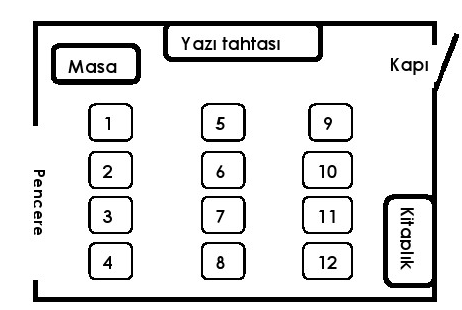 Yazı tahtası
Masa
Kapı
1 5 9
2 6 10
3 7 11
4 8 12
Pencere
Kitaplık